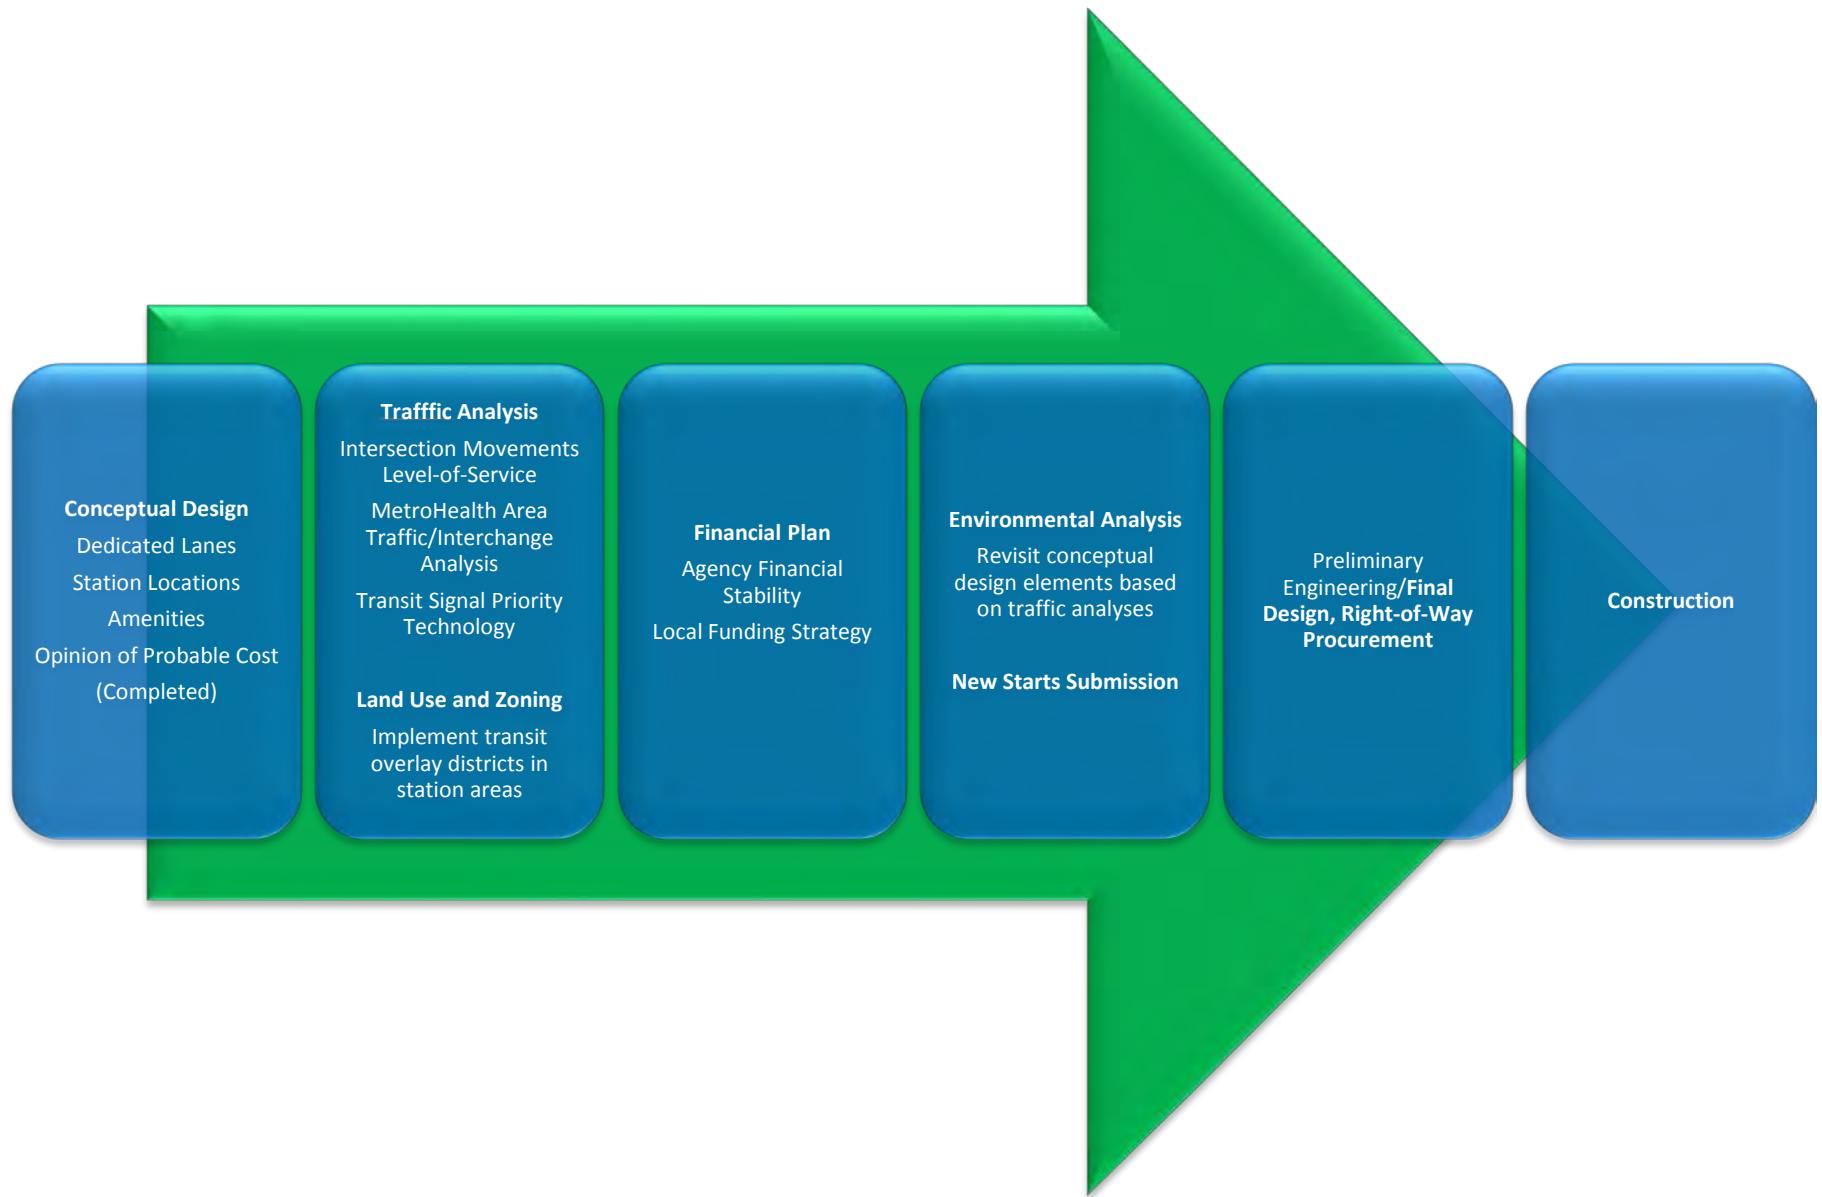 Conceptual Design
Dedicated Lanes
Station Locations
Amenities
Opinion of Probable Cost
(Completed)
Trafffic Analysis
Intersection Movements
Level-of-Service
MetroHealth Area
Traffic/Interchange
Analysis
Transit Signal Priority
Technology
Land Use and Zoning
Implement transit
overlay districts in
station areas
Financial Plan
Agency Financial
Stability
Local Funding Strategy
Environmental Analysis
Revisit conceptual
design elements based
on traffic analyses
New Starts Submission
Preliminary
Engineering/Final
Design, Right-of-Way
Procurement
Construction